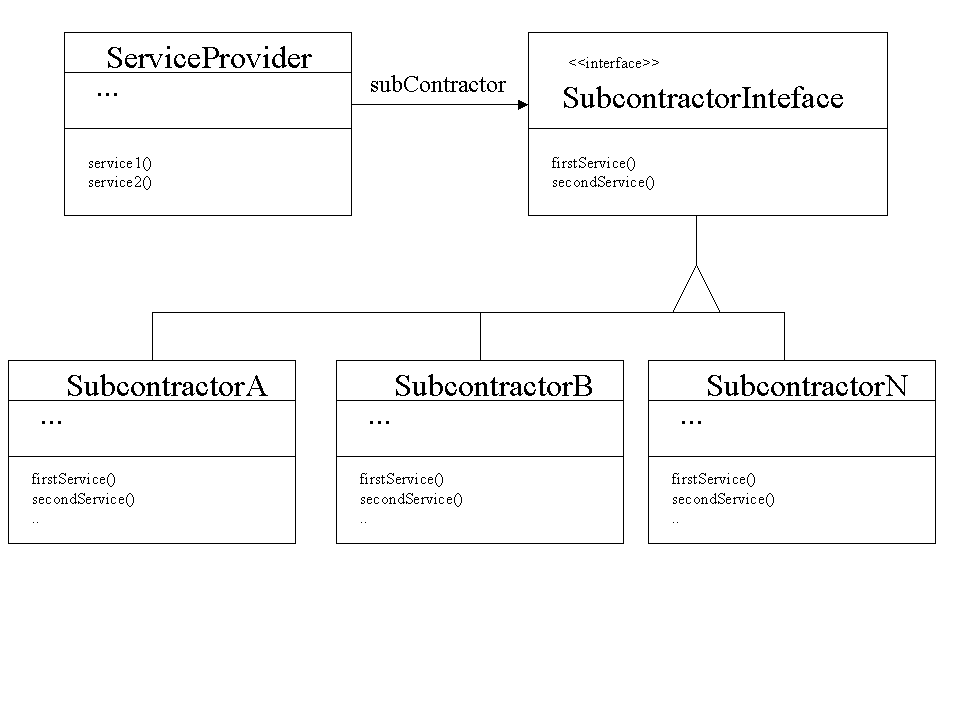 ServiceProvider
...
service1()
service2()
subContractor
<<interface>>
SubcontractorInteface
firstService()
secondService()
SubcontractorA
...
firstService()
secondService()
..
SubcontractorB
...
firstService()
secondService()
..
SubcontractorN
...
firstService()
secondService()
..